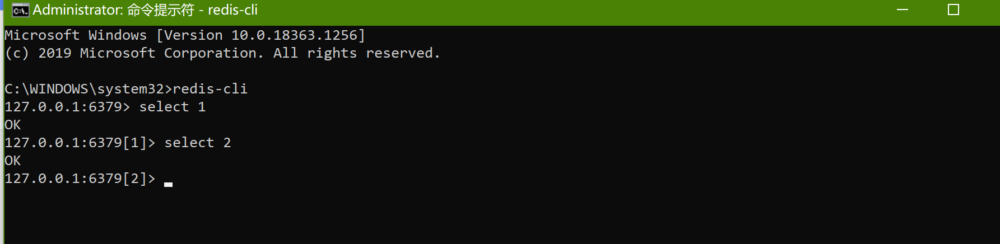 Administrator: 命令提示符 - redis-cli
Microsoft Windows [Version 10.0.18363.1256]
(c) 2019 Microsoft Corporation. All rights reserved.
C:\WINDOWS\system32>redis-cli
127.0.0.1:6379> select 1
OK
127.0.0.1:6379[1]> select 2
OK
127.0.0.1:6379[2]>